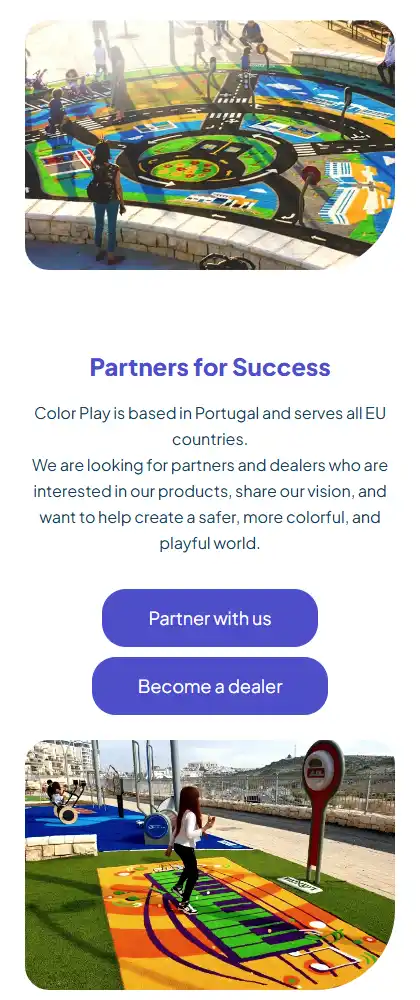 Partners for Success
Color Play is based in Portugal and serves all EU
countries.
We are looking for partners and dealers who are
interested in our products, share our vision, and
want to help create a safer, more colorful, and
playful world.
Partner with us
Become a dealer